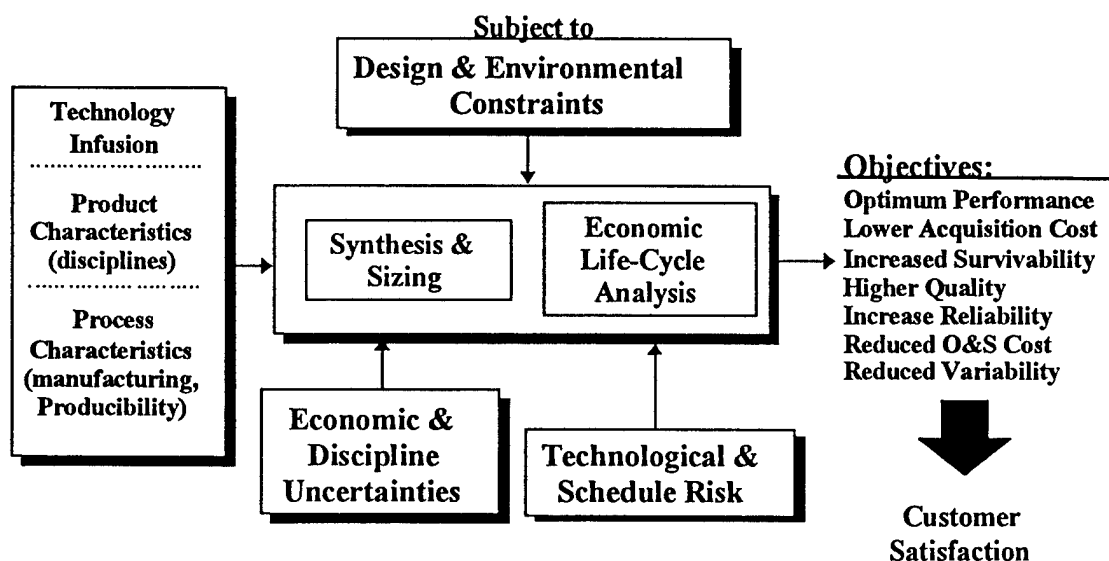 Subject to
Design & Environmental
Constraints
Technology
Infusion
Product
Characteristics
(disciplines)
Process
Characteristics
(manufacturing,
Producibility)
Synthesis &
Sizing
Economic
Life-Cycle
Analysis
Economic &
Discipline
Uncertainties
Technological &
Schedule Risk
Objectives:
Optimum Performance
Lower Acquisition Cost
Increased Survivability
Higher Quality
Increase Reliability
Reduced O&S Cost
Reduced Variability
Customer
Satisfaction